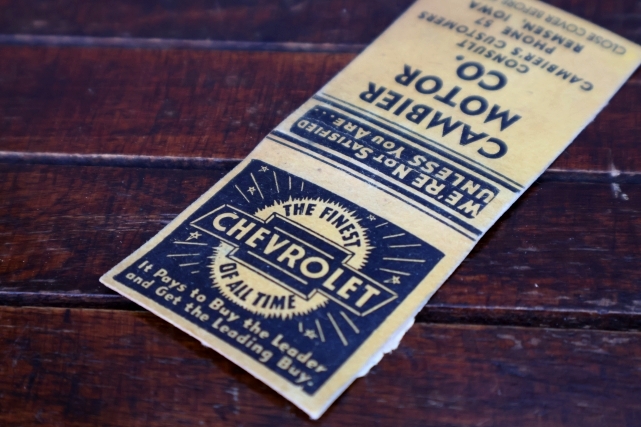 THE FINEST
CHEVROLET
OF ALL TIME
It Pays to Buy the Leader
and Get the Leading Buy.
WE'RE NOT SATISFIED
UNLESS YOU ARE...
CAMBIER
MOTOR
CO.
CONSULT
CAMBIER'S CUSTOMERS
PHONE 57
REMSEN, IOWA
CLOSE COVER BEFORE